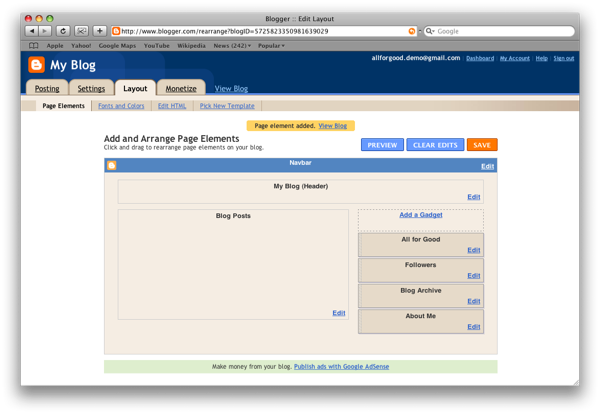 Blogger :: Edit Layout
http://www.blogger.com/rearrange?blogID=5725823350981639029
Google
Apple Yahoo! Google Maps YouTube Wikipedia News (242) Popular
allforgood.demo@gmail.com Dashboard My Account Help Sign out
My Blog
Posting Settings Layout Monetize View Blog
Page Elements Fonts and Colors Edit HTML Pick New Template
Page element added. View Blog
Add and Arrange Page Elements
Click and drag to rearrange page elements on your blog.
PREVIEW CLEAR EDITS SAVE
Navbar
Edit
My Blog (Header)
Edit
Blog Posts
Edit
Add a Gadget
All for Good
Edit
Followers
Edit
Blog Archive
Edit
About Me
Edit
Make money from your blog. Publish ads with Google AdSense